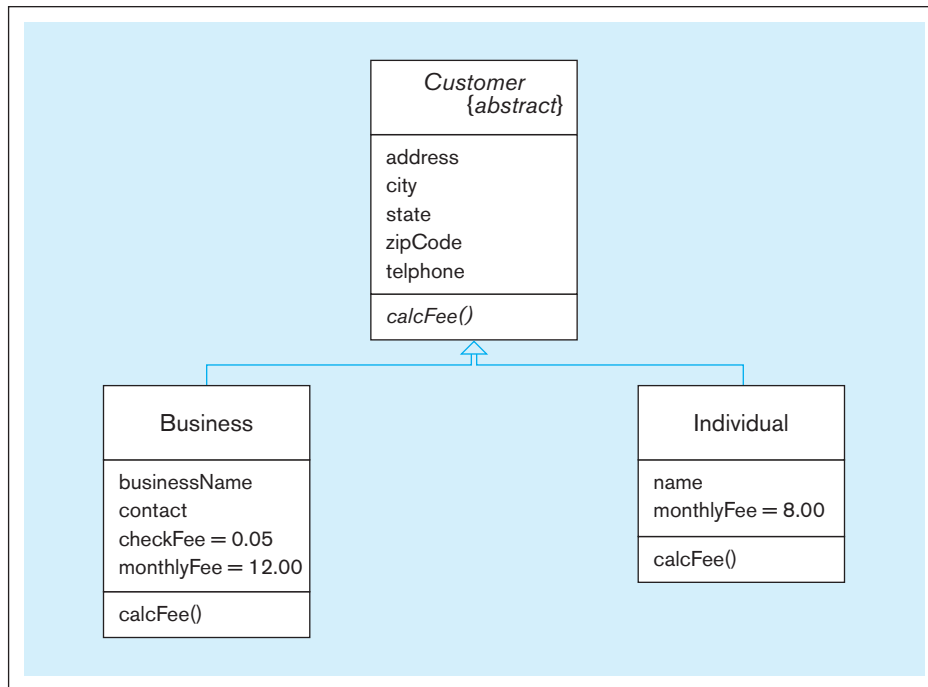 Customer
{abstract}
address
city
state
zipCode
telphone
calcFee()
Business
businessName
contact
checkFee = 0.05
monthlyFee = 12.00
calcFee()
Individual
name
monthlyFee = 8.00
calcFee()